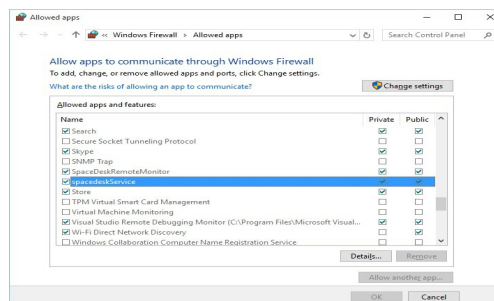 Allowed apps
« Windows Firewall › Allowed apps
Search Control Panel
Allow apps to communicate through Windows Firewall
To add, change, or remove allowed apps and ports, click Change settings.
What are the risks of allowing an app to communicate?
Change settings
Allowed apps and features:
Name Private Public
Search
Secure Socket Tunneling Protocol
Skype
SNMP Trap
SpaceDeskRemoteMonitor
spacedeskService
Store
TPM Virtual Smart Card Management
Virtual Machine Monitoring
Visual Studio Remote Debugging Monitor (C:\Program Files\Microsoft Visual...
Wi-Fi Direct Network Discovery
Windows Collaboration Computer Name Registration Service
Details... Remove
Allow another app...
OK Cancel